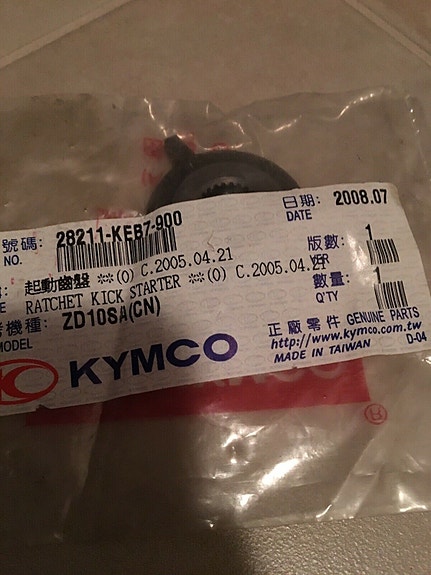 號碼: 28211-KEB7-900
NO.
日期: 2008.07
DATE
起動齒盤 **(O) C.2005.04.21
RATCHET KICK STARTER **(O) C.2005.04.21
版數: 1
VER
機種: ZD10SA(CN)
MODEL
數量: 1
Q'TY
KYMCO
正廠零件 GENUINE PARTS
http://www.kymco.com.tw
MADE IN TAIWAN D-04
®